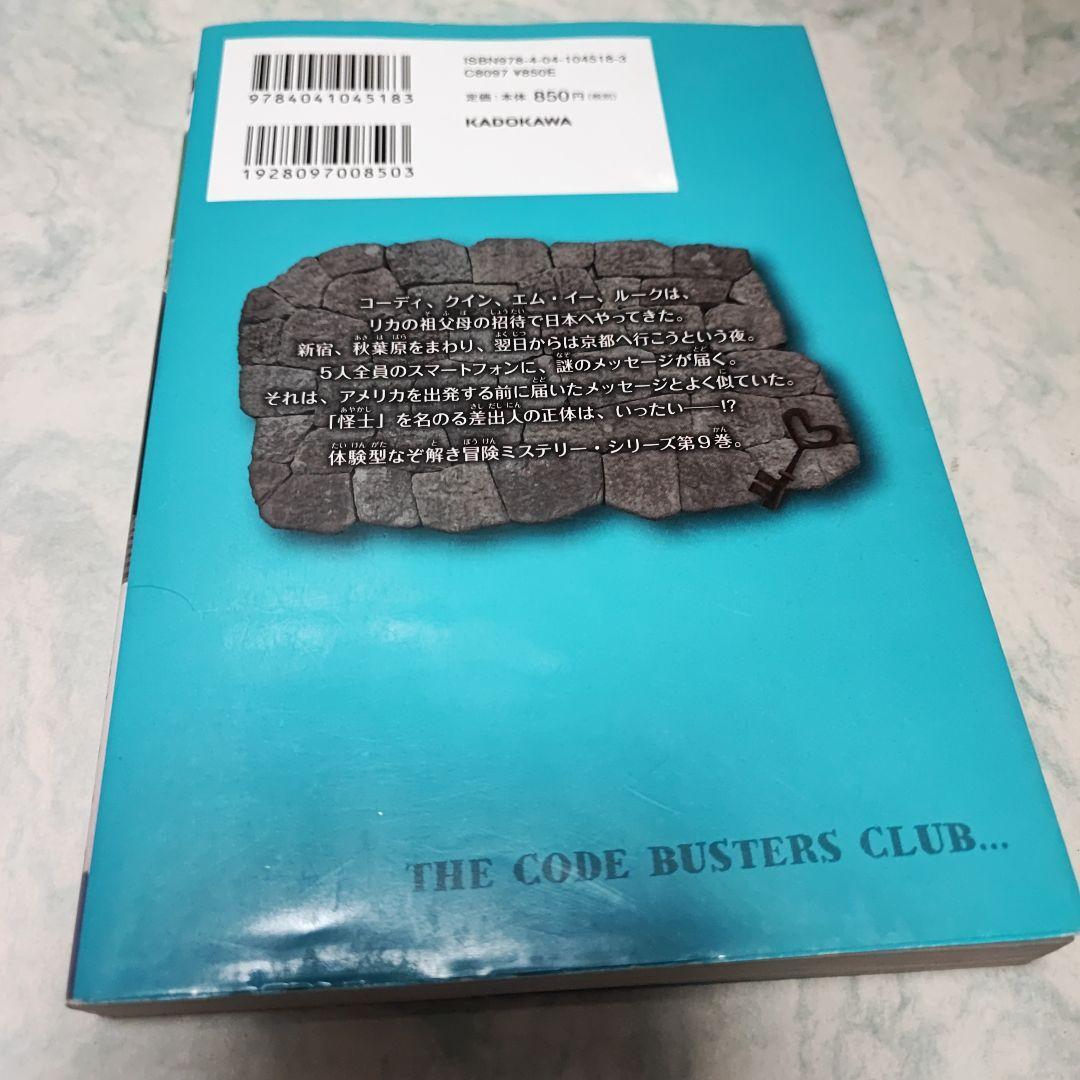 ISBN978-4-04-104518-3
C8097 ¥850E
9784041045183
定価:本体850円(税別)
KADOKAWA
1928097008503
コーディ、クイン、エム・イー、ルークは、
リカの祖父母の招待で日本へやってきた。
新宿、秋葉原をまわり、翌日からは京都へ行こうという夜。
5人全員のスマートフォンに、謎のメッセージが届く。
それは、アメリカを出発する前に届いたメッセージとよく似ていた。
「怪士」を名のる差出人の正体は、いったい――!?
体験型なぞ解き冒険ミステリー・シリーズ第9巻。
THE CODE BUSTERS CLUB...